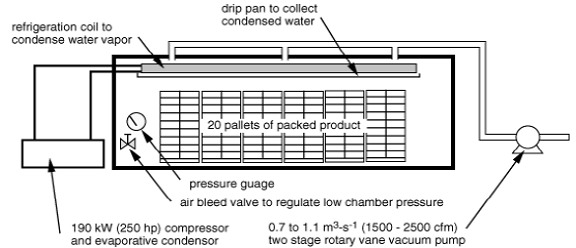 drip pan to collect
condensed water
refrigeration coil to
condense water vapor
20 pallets of packed product
pressure guage
air bleed valve to regulate low chamber pressure
190 kW (250 hp) compressor
and evaporative condensor
0.7 to 1.1 m³-s⁻¹ (1500 - 2500 cfm)
two stage rotary vane vacuum pump